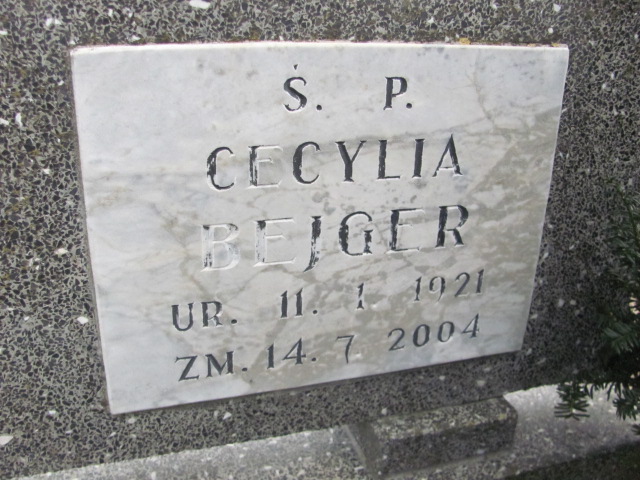 Ś. P.
CECYLIA
BEJGER
UR. 11. 1 1921
ZM. 14. 7 2004